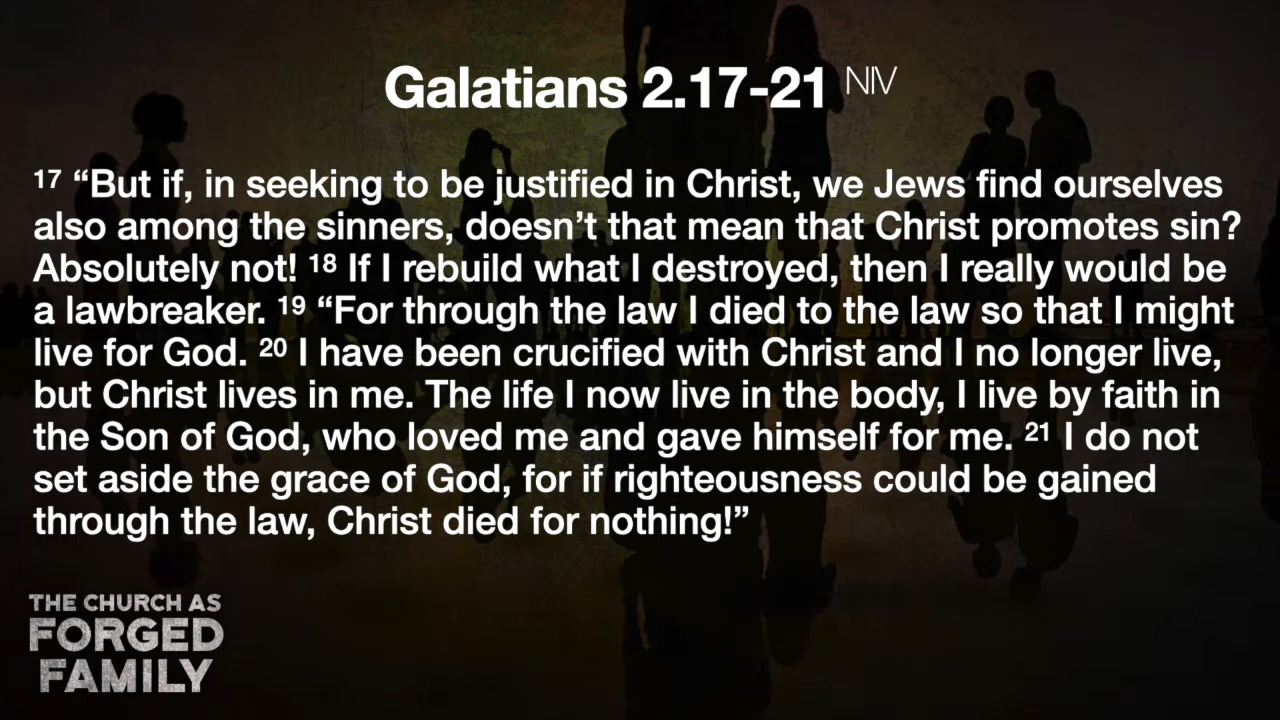 Galatians 2.17-21 NIV
17 “But if, in seeking to be justified in Christ, we Jews find ourselves
also among the sinners, doesn’t that mean that Christ promotes sin?
Absolutely not! 18 If I rebuild what I destroyed, then I really would be
a lawbreaker. 19 “For through the law I died to the law so that I might
live for God. 20 I have been crucified with Christ and I no longer live,
but Christ lives in me. The life I now live in the body, I live by faith in
the Son of God, who loved me and gave himself for me. 21 I do not
set aside the grace of God, for if righteousness could be gained
through the law, Christ died for nothing!”
THE CHURCH AS
FORGED
FAMILY